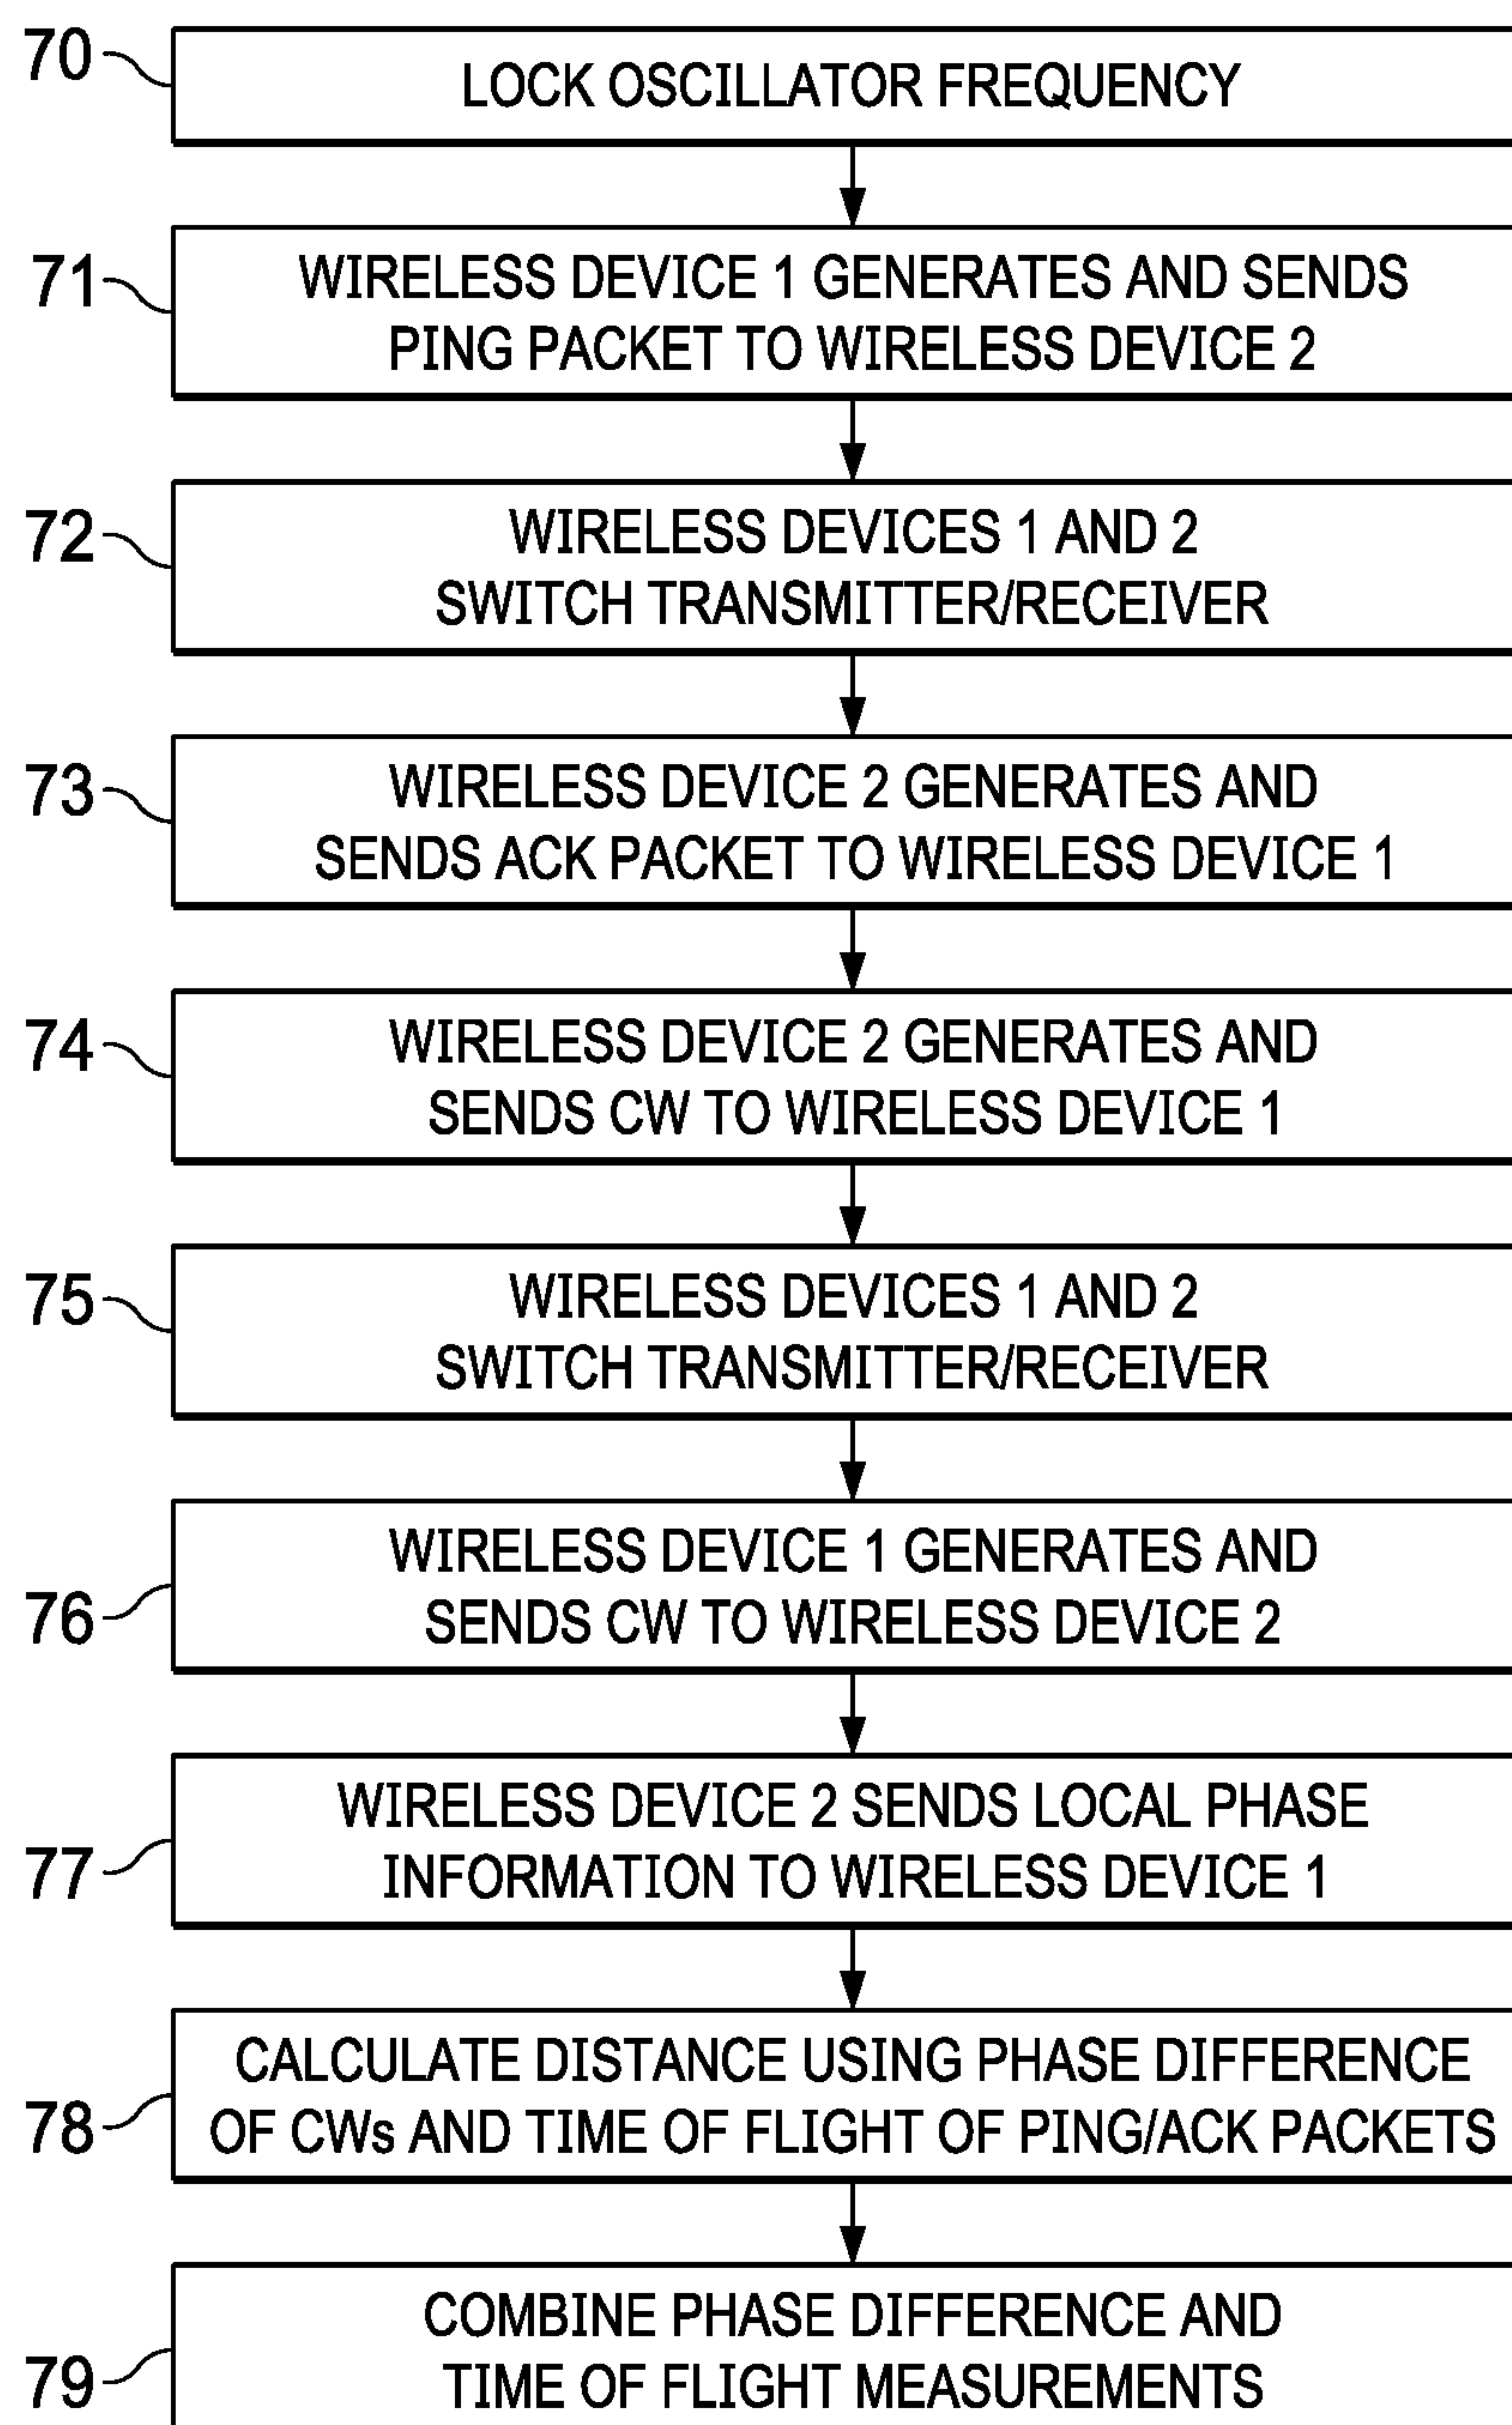 70
LOCK OSCILLATOR FREQUENCY
71
WIRELESS DEVICE 1 GENERATES AND SENDS
PING PACKET TO WIRELESS DEVICE 2
72
WIRELESS DEVICES 1 AND 2
SWITCH TRANSMITTER/RECEIVER
73
WIRELESS DEVICE 2 GENERATES AND
SENDS ACK PACKET TO WIRELESS DEVICE 1
74
WIRELESS DEVICE 2 GENERATES AND
SENDS CW TO WIRELESS DEVICE 1
75
WIRELESS DEVICES 1 AND 2
SWITCH TRANSMITTER/RECEIVER
76
WIRELESS DEVICE 1 GENERATES AND
SENDS CW TO WIRELESS DEVICE 2
77
WIRELESS DEVICE 2 SENDS LOCAL PHASE
INFORMATION TO WIRELESS DEVICE 1
78
CALCULATE DISTANCE USING PHASE DIFFERENCE
OF CWs AND TIME OF FLIGHT OF PING/ACK PACKETS
79
COMBINE PHASE DIFFERENCE AND
TIME OF FLIGHT MEASUREMENTS